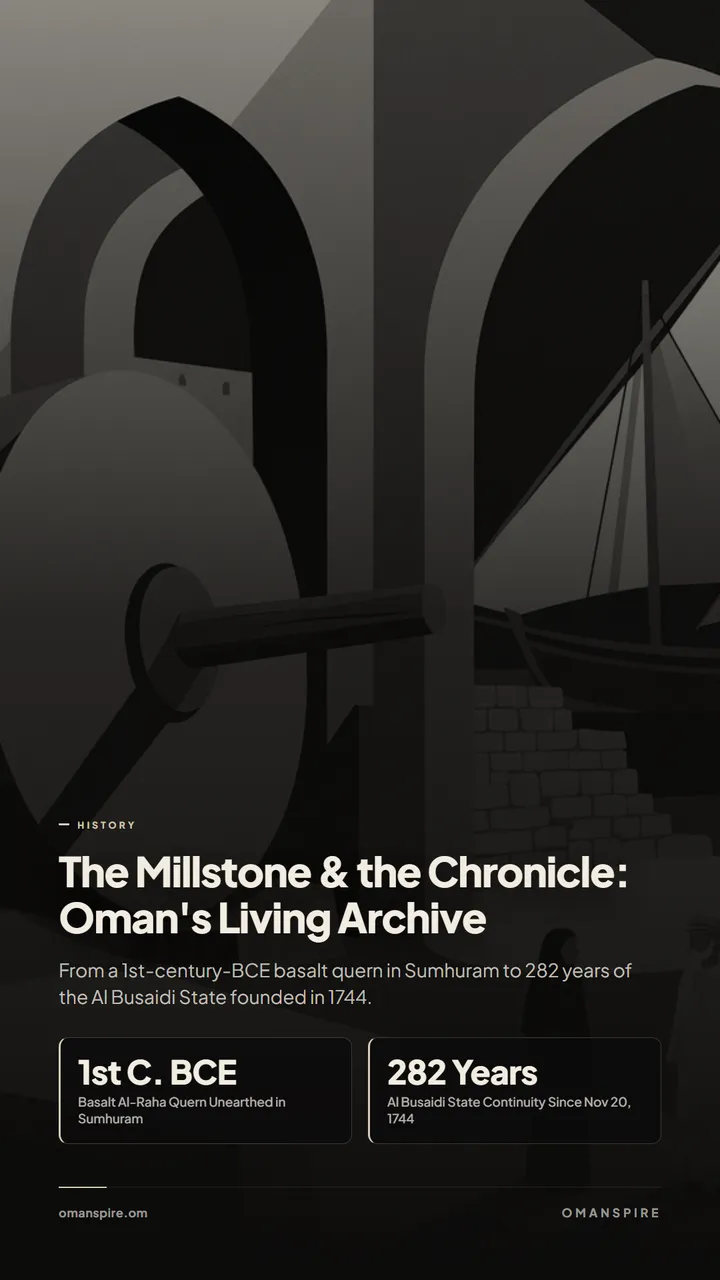 HISTORY
The Millstone & the Chronicle:
Oman's Living Archive
From a 1st-century-BCE basalt quern in Sumhuram to 282 years of
the Al Busaidi State founded in 1744.
1st C. BCE
Basalt Al-Raha Quern Unearthed in
Sumhuram
282 Years
Al Busaidi State Continuity Since Nov 20,
1744
omanspire.om
OMANSPIRE